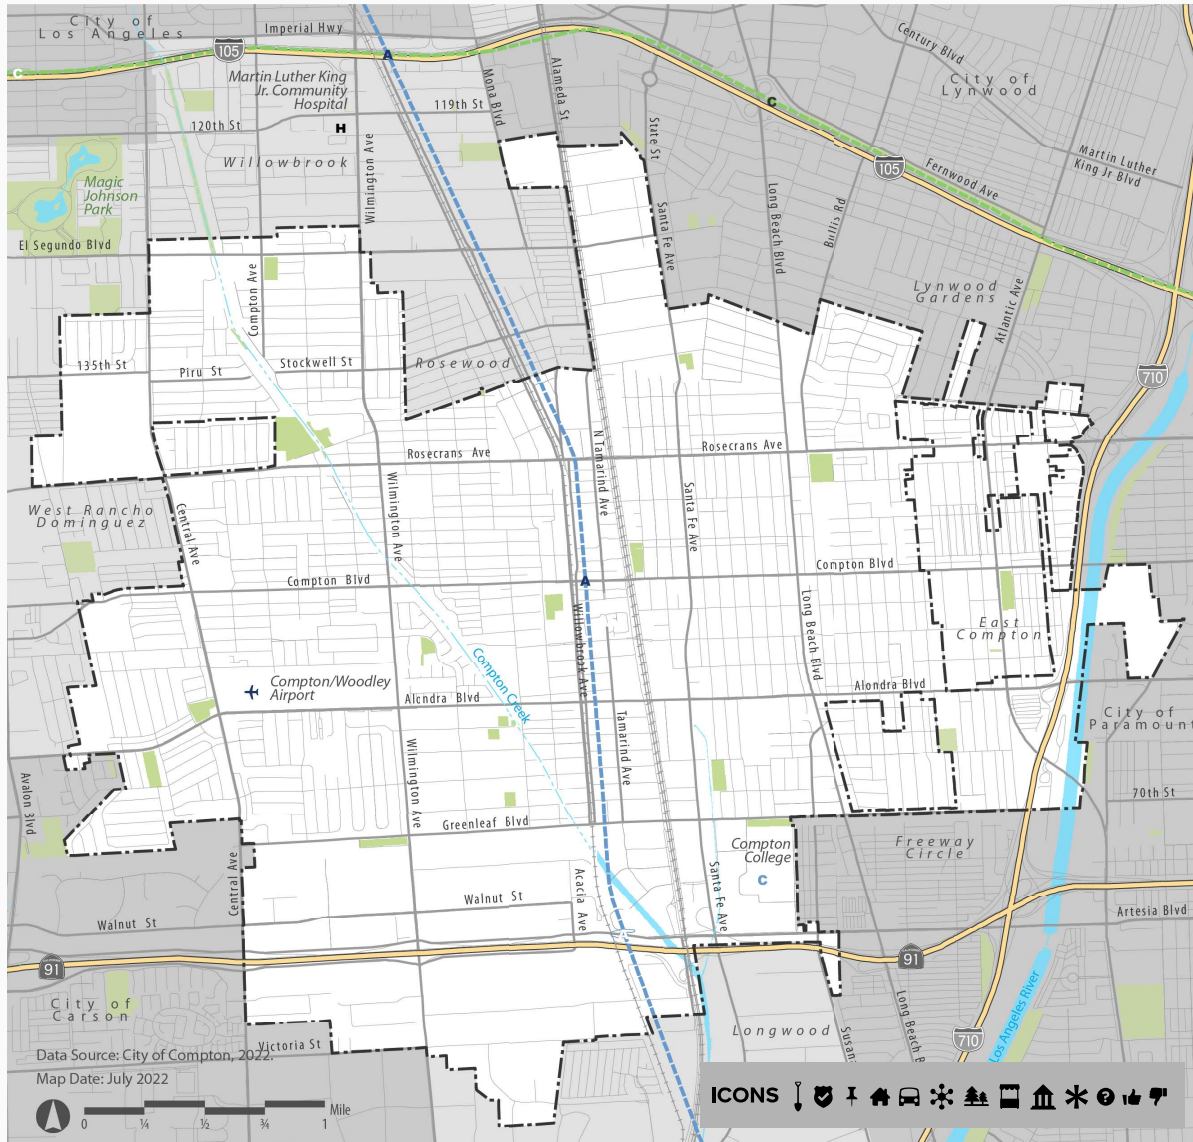 City of
Los Angeles
Imperial Hwy
105
A
C
Martin Luther King
Jr. Community
Hospital
H
Mona Blvd
Alameda St
119th St
120th St
Willowbrook
Wilmington Ave
Century Blvd
City of
Lynwood
C
State St
Martin Luther
King Jr Blvd
105
Fernwood Ave
Magic
Johnson
Park
Long Beach Blvd
Bullis Rd
Santa Fe Ave
El Segundo Blvd
Compton Ave
Lynwood
Gardens
Atlantic Ave
135th St
Piru St
Stockwell St
Rosewood
710
Rosecrans Ave
N Tamarind Ave
Rosecrans Ave
West Rancho
Dominguez
Central Ave
Wilmington Ave
Santa Fe Ave
Compton Blvd
A
Compton Blvd
Willowbrook Ave
Long Beach Blvd
East
Compton
Compton Creek
Compton/Woodley
Airport
Alondra Blvd
Alondra Blvd
City of
Paramount
Tamarind Ave
Wilmington Ave
Avalon Blvd
70th St
Greenleaf Blvd
Freeway
Circle
Compton
College
C
Central Ave
Acacia Ave
Santa Fe Ave
Walnut St
Walnut St
Artesia Blvd
91
91
City of
Carson
Los Angeles River
Long Beach B
Longwood
Susan
710
Victoria St
Data Source: City of Compton, 2022.
Map Date: July 2022
Mile
0 ¼ ½ ¾ 1
ICONS
?